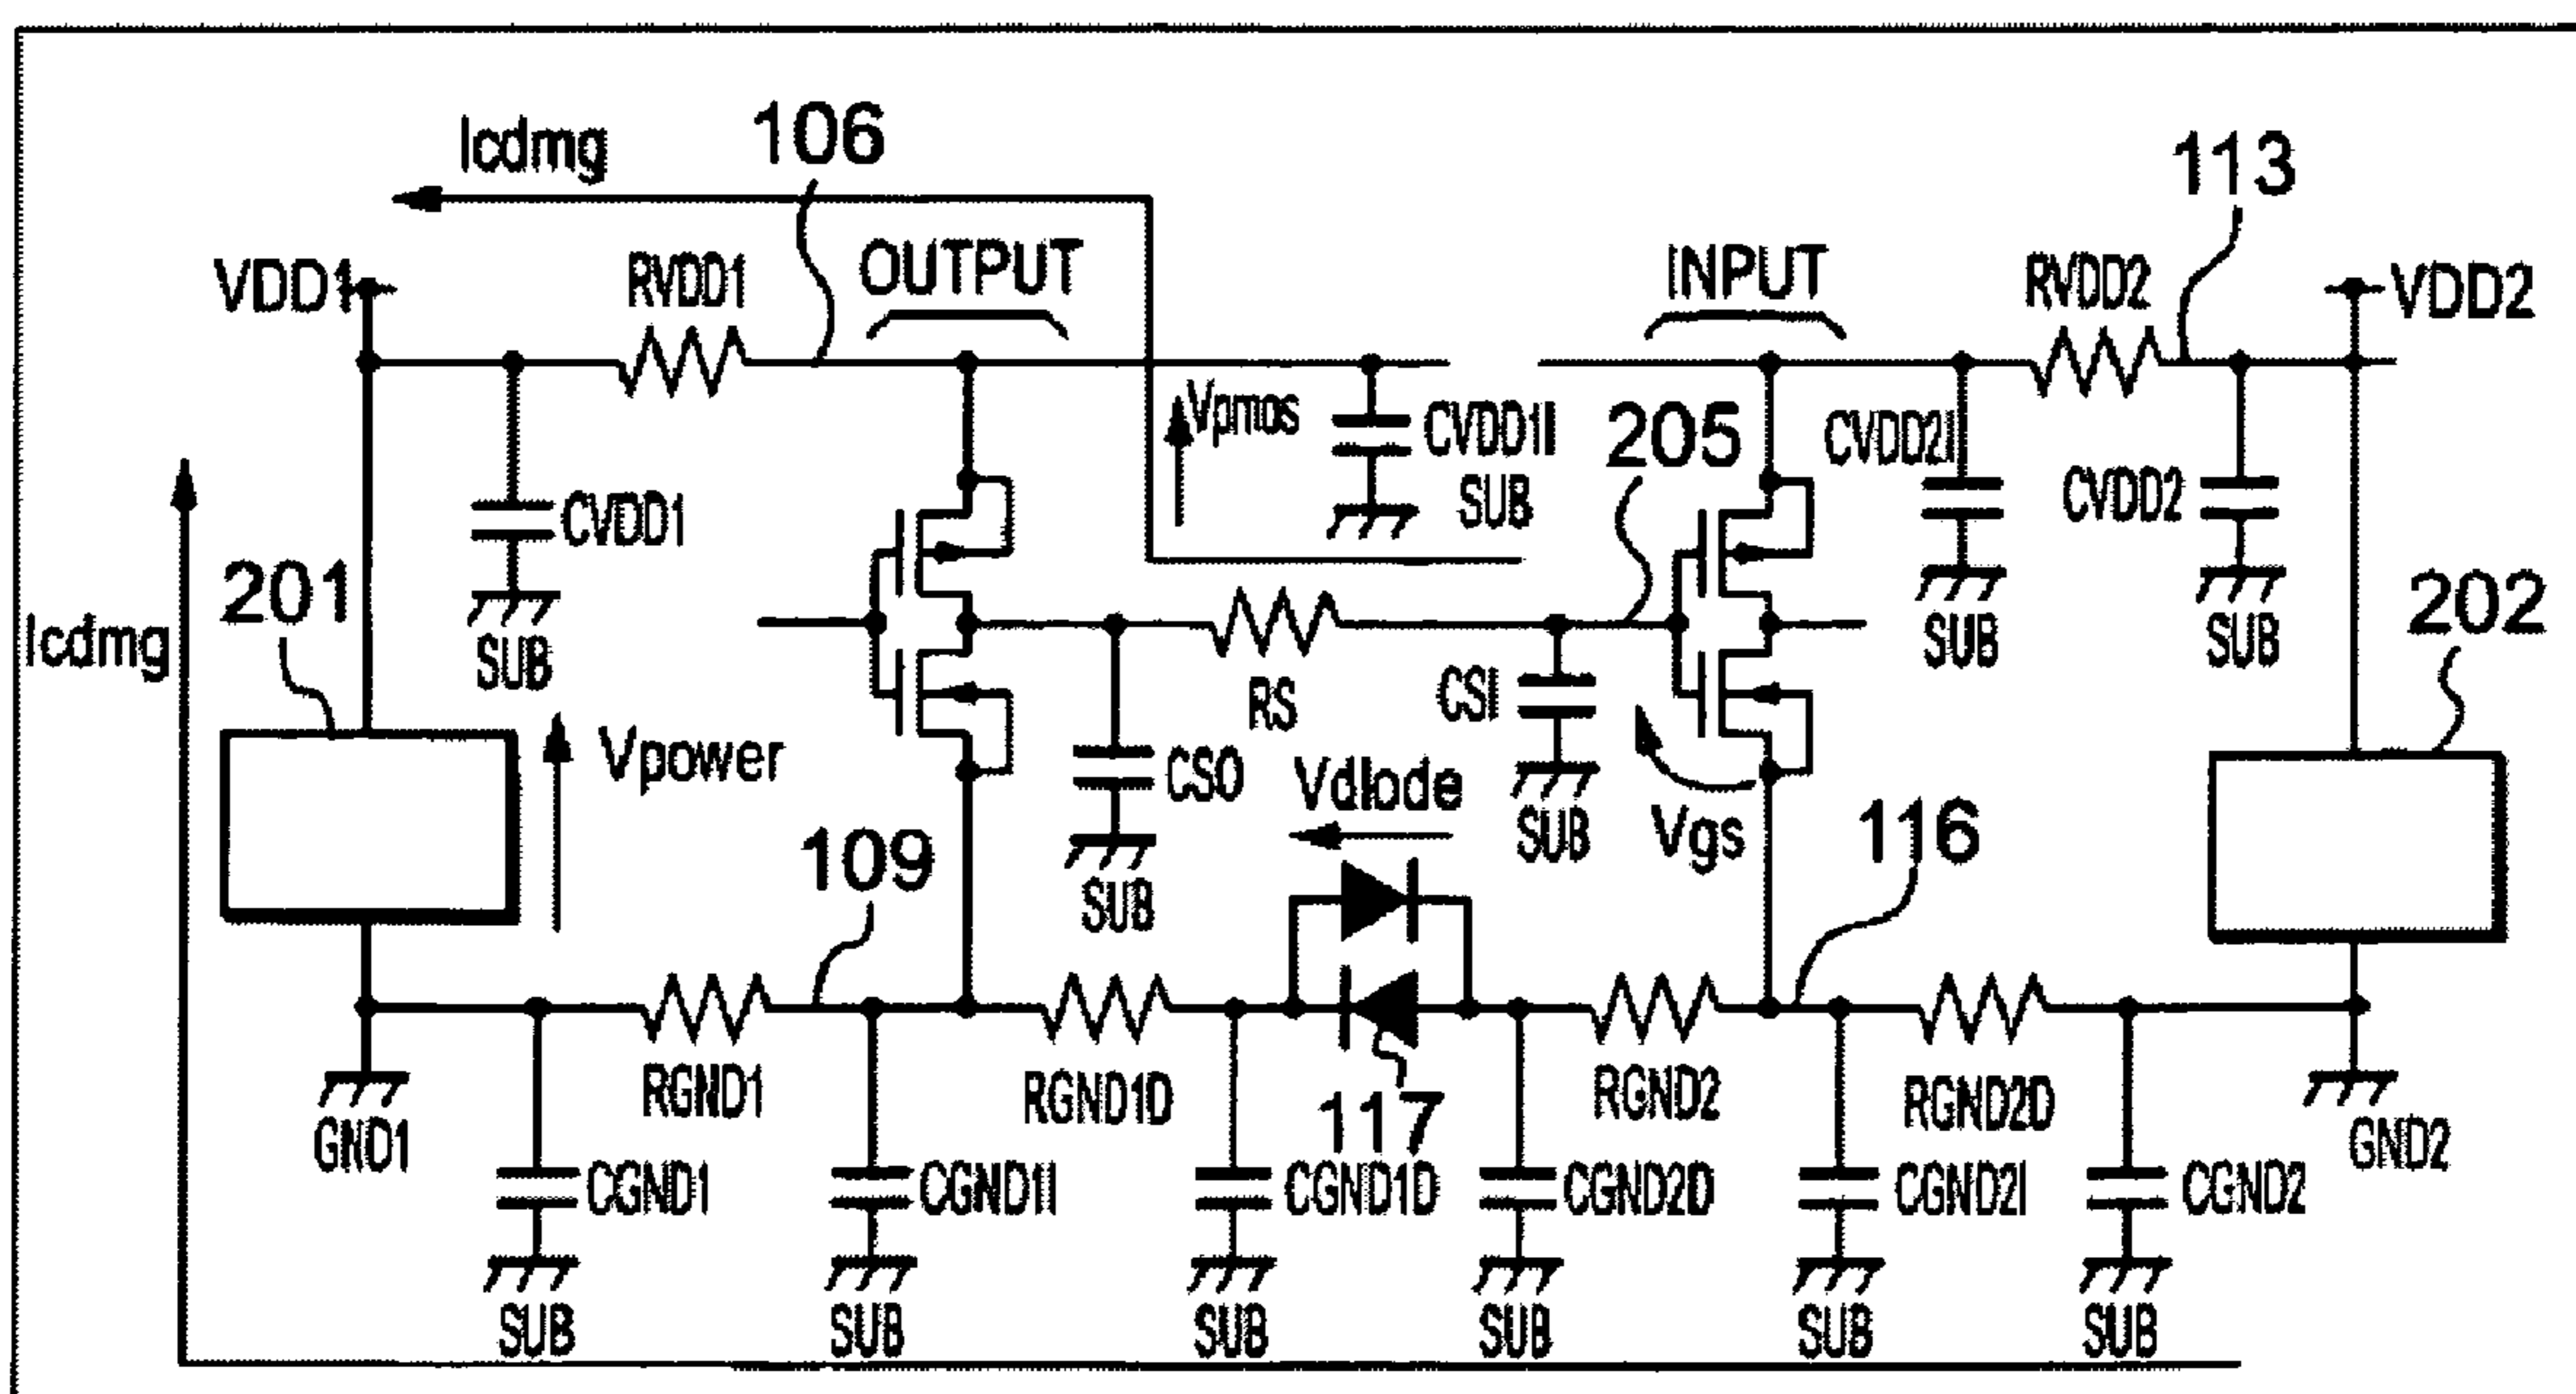 Icdmg
106
113
VDD1
RVDD1
OUTPUT
INPUT
RVDD2
VDD2
Vpmos
CVDD1I
SUB
205
CVDD2I
CVDD2
CVDD1
SUB
201
Icdmg
SUB
SUB
202
RS
CSI
SUB
Vpower
CSO
SUB
Vdiode
Vgs
116
109
GND1
RGND1
RGND1D
117
RGND2
RGND2D
GND2
CGND1
CGND1I
CGND1D
CGND2D
CGND2I
CGND2
SUB
SUB
SUB
SUB
SUB
SUB